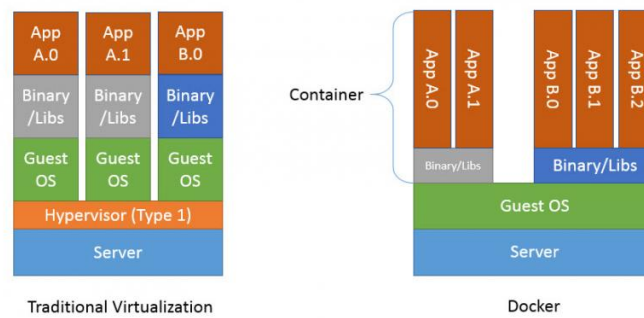 App
A.0
App
A.1
App
B.0
Binary
/Libs
Binary
/Libs
Binary
/Libs
Guest
OS
Guest
OS
Guest
OS
Hypervisor (Type 1)
Server
Traditional Virtualization
Container
App A.0
App A.1
App B.0
App B.1
App B.2
Binary/Libs
Binary/Libs
Guest OS
Server
Docker